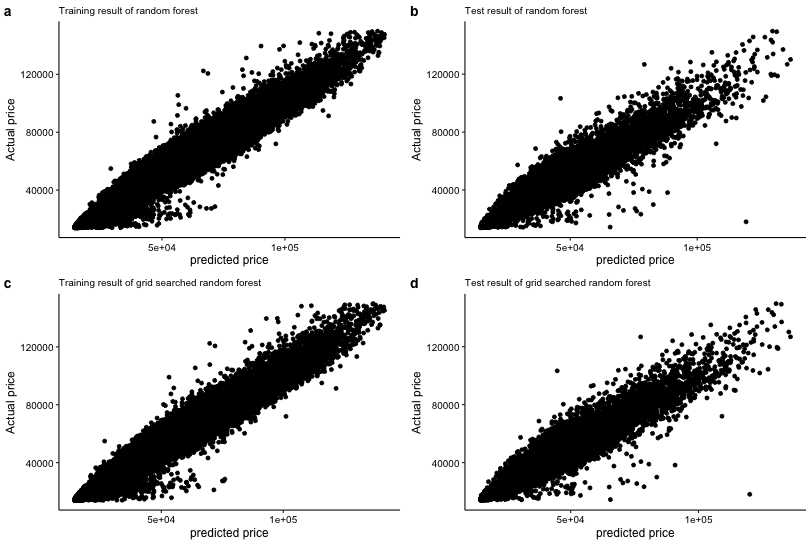 a
Training result of random forest
Actual price
120000
80000
40000
5e+04
1e+05
predicted price
b
Test result of random forest
Actual price
120000
80000
40000
5e+04
1e+05
predicted price
c
Training result of grid searched random forest
Actual price
120000
80000
40000
5e+04
1e+05
predicted price
d
Test result of grid searched random forest
Actual price
120000
80000
40000
5e+04
1e+05
predicted price